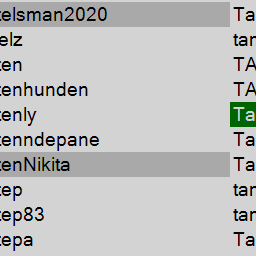 telsman2020 Ta
elz tan
ten TA
tenhunden TA
tenly Ta
tenndepane Ta
tenNikita Ta
tep tan
tep83 tan
tepa Ta